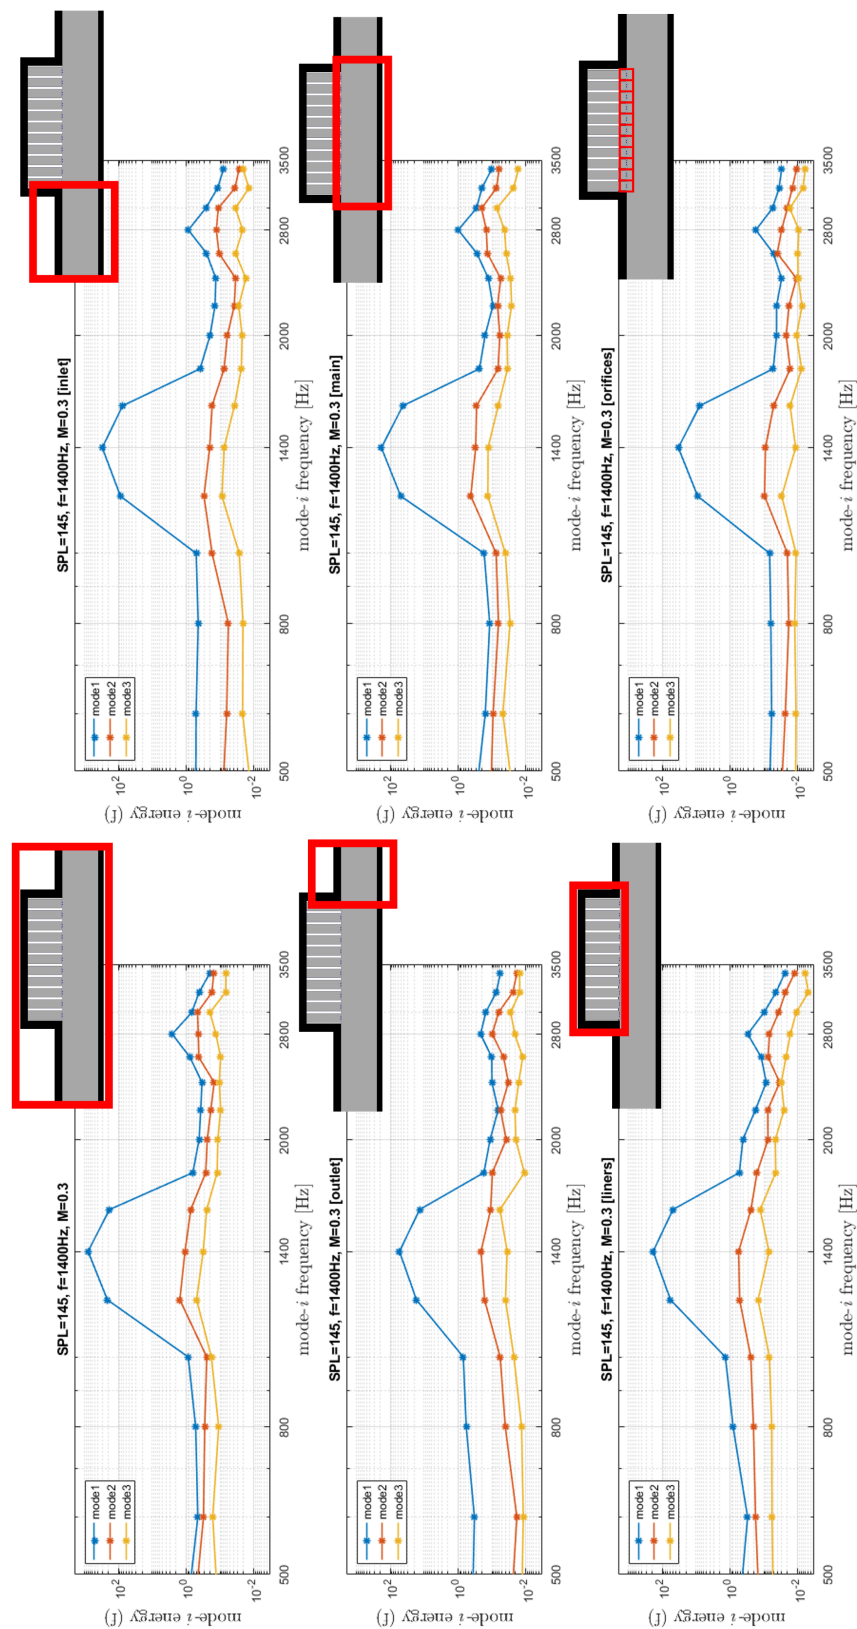 SPL=145, f=1400Hz, M=0.3
mode1
mode2
mode3
10^2
10^0
10^-2
mode-i energy (f)
500 800 1400 2000 2800 3500
mode-i frequency [Hz]
SPL=145, f=1400Hz, M=0.3 [inlet]
mode1
mode2
mode3
10^2
10^0
10^-2
mode-i energy (f)
500 800 1400 2000 2800 3500
mode-i frequency [Hz]
SPL=145, f=1400Hz, M=0.3 [outlet]
mode1
mode2
mode3
10^2
10^0
10^-2
mode-i energy (f)
500 800 1400 2000 2800 3500
mode-i frequency [Hz]
SPL=145, f=1400Hz, M=0.3 [main]
mode1
mode2
mode3
10^2
10^0
10^-2
mode-i energy (f)
500 800 1400 2000 2800 3500
mode-i frequency [Hz]
SPL=145, f=1400Hz, M=0.3 [liners]
mode1
mode2
mode3
10^2
10^0
10^-2
mode-i energy (f)
500 800 1400 2000 2800 3500
mode-i frequency [Hz]
SPL=145, f=1400Hz, M=0.3 [orifices]
mode1
mode2
mode3
10^2
10^0
10^-2
mode-i energy (f)
500 800 1400 2000 2800 3500
mode-i frequency [Hz]